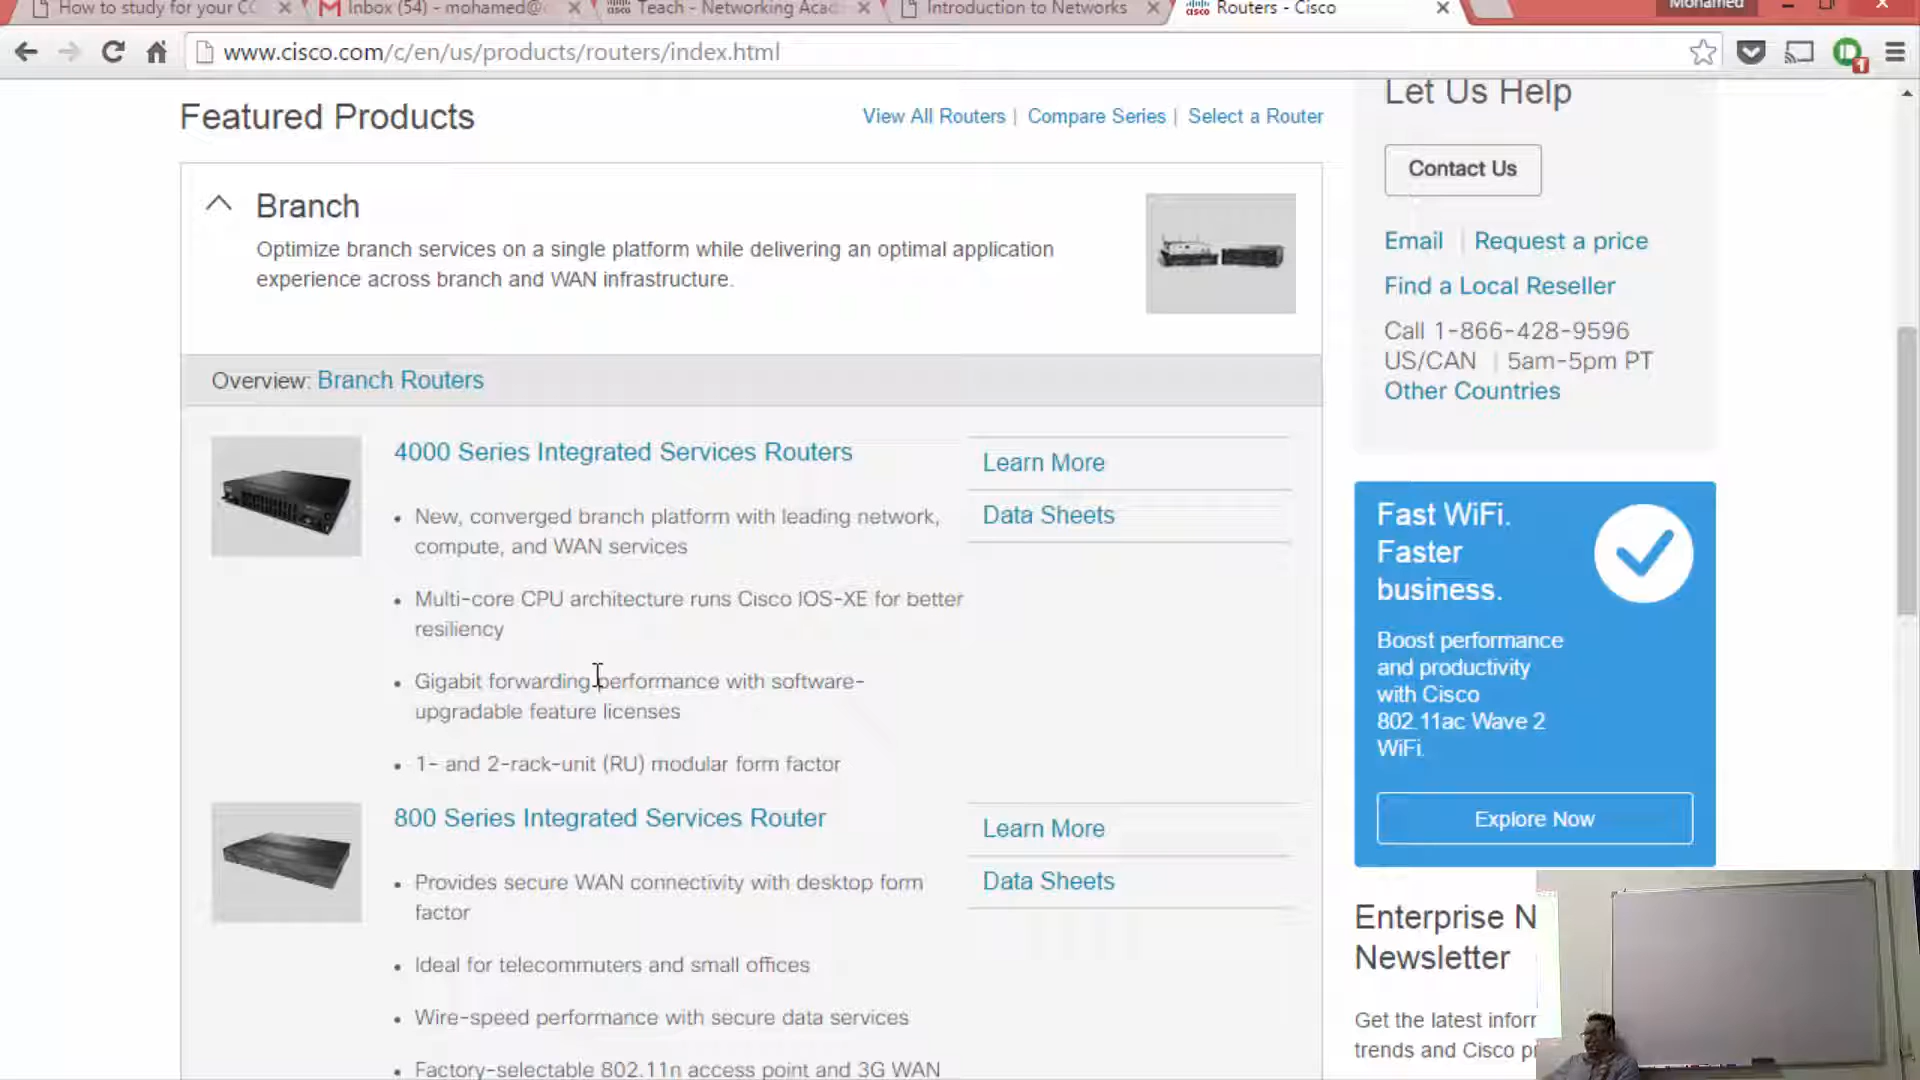 How to study for your CC
Inbox (54) - mohamed@
Teach - Networking Acad
Introduction to Networks
Routers - Cisco
Mohamed
www.cisco.com/c/en/us/products/routers/index.html
1
Featured Products
View All Routers | Compare Series | Select a Router
Branch
Optimize branch services on a single platform while delivering an optimal application
experience across branch and WAN infrastructure.
Overview: Branch Routers
4000 Series Integrated Services Routers
• New, converged branch platform with leading network,
compute, and WAN services
• Multi-core CPU architecture runs Cisco IOS-XE for better
resiliency
• Gigabit forwarding performance with software-
upgradable feature licenses
• 1- and 2-rack-unit (RU) modular form factor
Learn More
Data Sheets
800 Series Integrated Services Router
• Provides secure WAN connectivity with desktop form
factor
• Ideal for telecommuters and small offices
• Wire-speed performance with secure data services
• Factory-selectable 802.11n access point and 3G WAN
Learn More
Data Sheets
Let Us Help
Contact Us
Email | Request a price
Find a Local Reseller
Call 1-866-428-9596
US/CAN | 5am-5pm PT
Other Countries
Fast WiFi.
Faster
business.
Boost performance
and productivity
with Cisco
802.11ac Wave 2
WiFi.
Explore Now
Enterprise N
Newsletter
Get the latest inforr
trends and Cisco pr